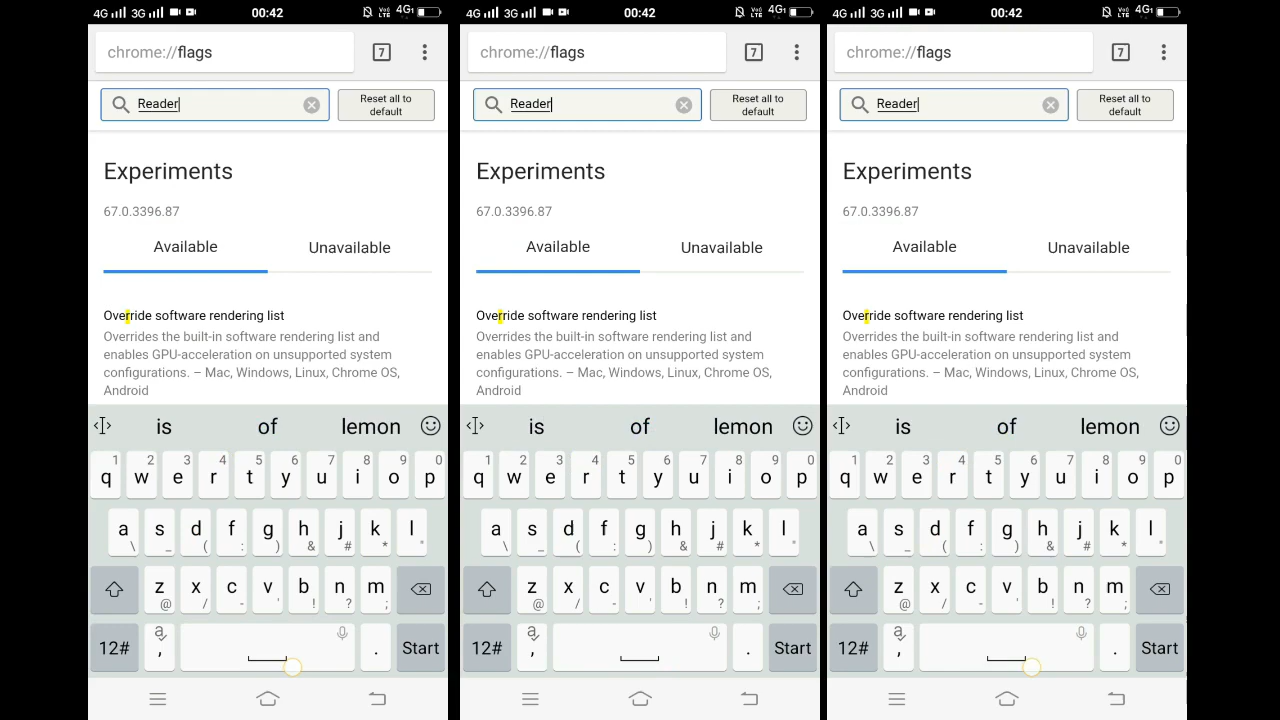 4G 3G 00:42 VoD LTE 4G1
chrome://flags 7
Reader
Reset all to
default
Experiments
67.0.3396.87
Available Unavailable
Override software rendering list
Overrides the built-in software rendering list and
enables GPU-acceleration on unsupported system
configurations. – Mac, Windows, Linux, Chrome OS,
Android
is of lemon
1 2 3 4 5 6 7 8 9 0
q w e r t y u i o p
a s d f g h j k l
\ _ ( : ) & # * "
z x c v b n m
@ / - ' ! ? ;
12# a , . Start
4G 3G 00:42 VoD LTE 4G1
chrome://flags 7
Reader
Reset all to
default
Experiments
67.0.3396.87
Available Unavailable
Override software rendering list
Overrides the built-in software rendering list and
enables GPU-acceleration on unsupported system
configurations. – Mac, Windows, Linux, Chrome OS,
Android
is of lemon
1 2 3 4 5 6 7 8 9 0
q w e r t y u i o p
a s d f g h j k l
\ _ ( : ) & # * "
z x c v b n m
@ / - ' ! ? ;
12# a , . Start
4G 3G 00:42 VoD LTE 4G1
chrome://flags 7
Reader
Reset all to
default
Experiments
67.0.3396.87
Available Unavailable
Override software rendering list
Overrides the built-in software rendering list and
enables GPU-acceleration on unsupported system
configurations. – Mac, Windows, Linux, Chrome OS,
Android
is of lemon
1 2 3 4 5 6 7 8 9 0
q w e r t y u i o p
a s d f g h j k l
\ _ ( : ) & # * "
z x c v b n m
@ / - ' ! ? ;
12# a , . Start